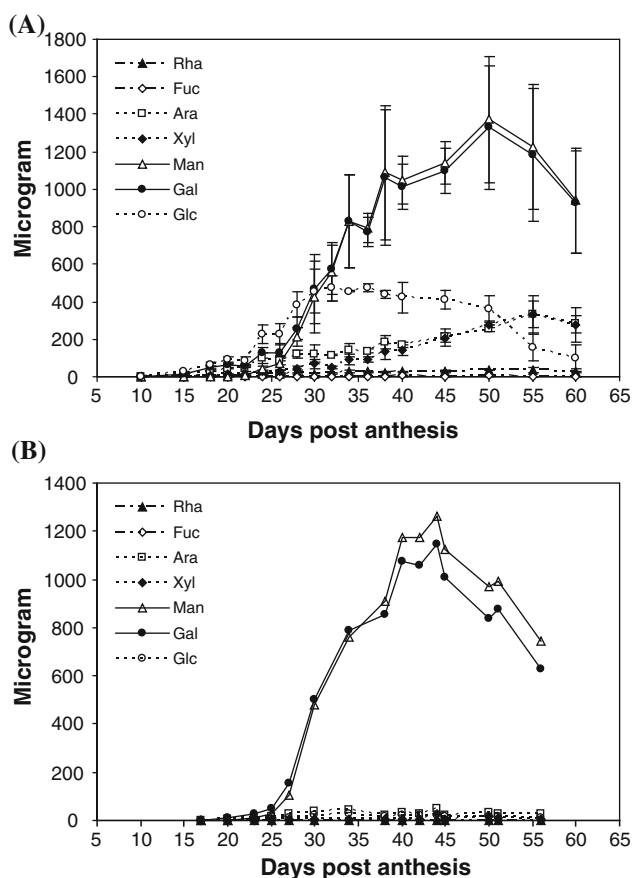 (A)
1800
1600
1400
1200
1000
800
600
400
200
0
Microgram
Rha
Fuc
Ara
Xyl
Man
Gal
Glc
5 10 15 20 25 30 35 40 45 50 55 60 65
Days post anthesis
(B)
1400
1200
1000
800
600
400
200
0
Microgram
Rha
Fuc
Ara
Xyl
Man
Gal
Glc
5 10 15 20 25 30 35 40 45 50 55 60 65
Days post anthesis